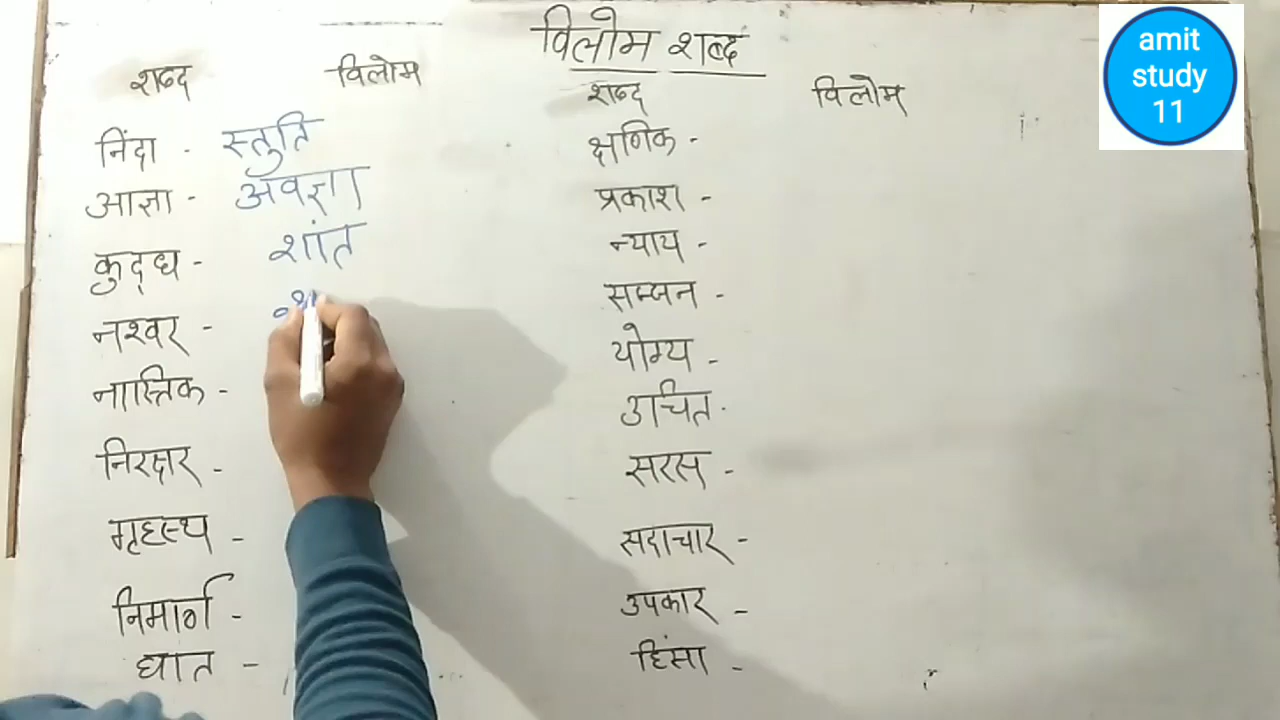 विलोम शब्द
amit
study
11
शब्द विलोम
निंदा - स्तुति
आज्ञा - अवज्ञा
कुद्ध - शांत
नश्वर -
नास्तिक -
निरक्षर -
गृहस्थ -
निमार्ण -
घात -
शब्द विलोम
क्षणिक -
प्रकाश -
न्याय -
सज्जन -
योग्य -
उचित -
सरस -
सदाचार -
उपकार -
हिंसा -